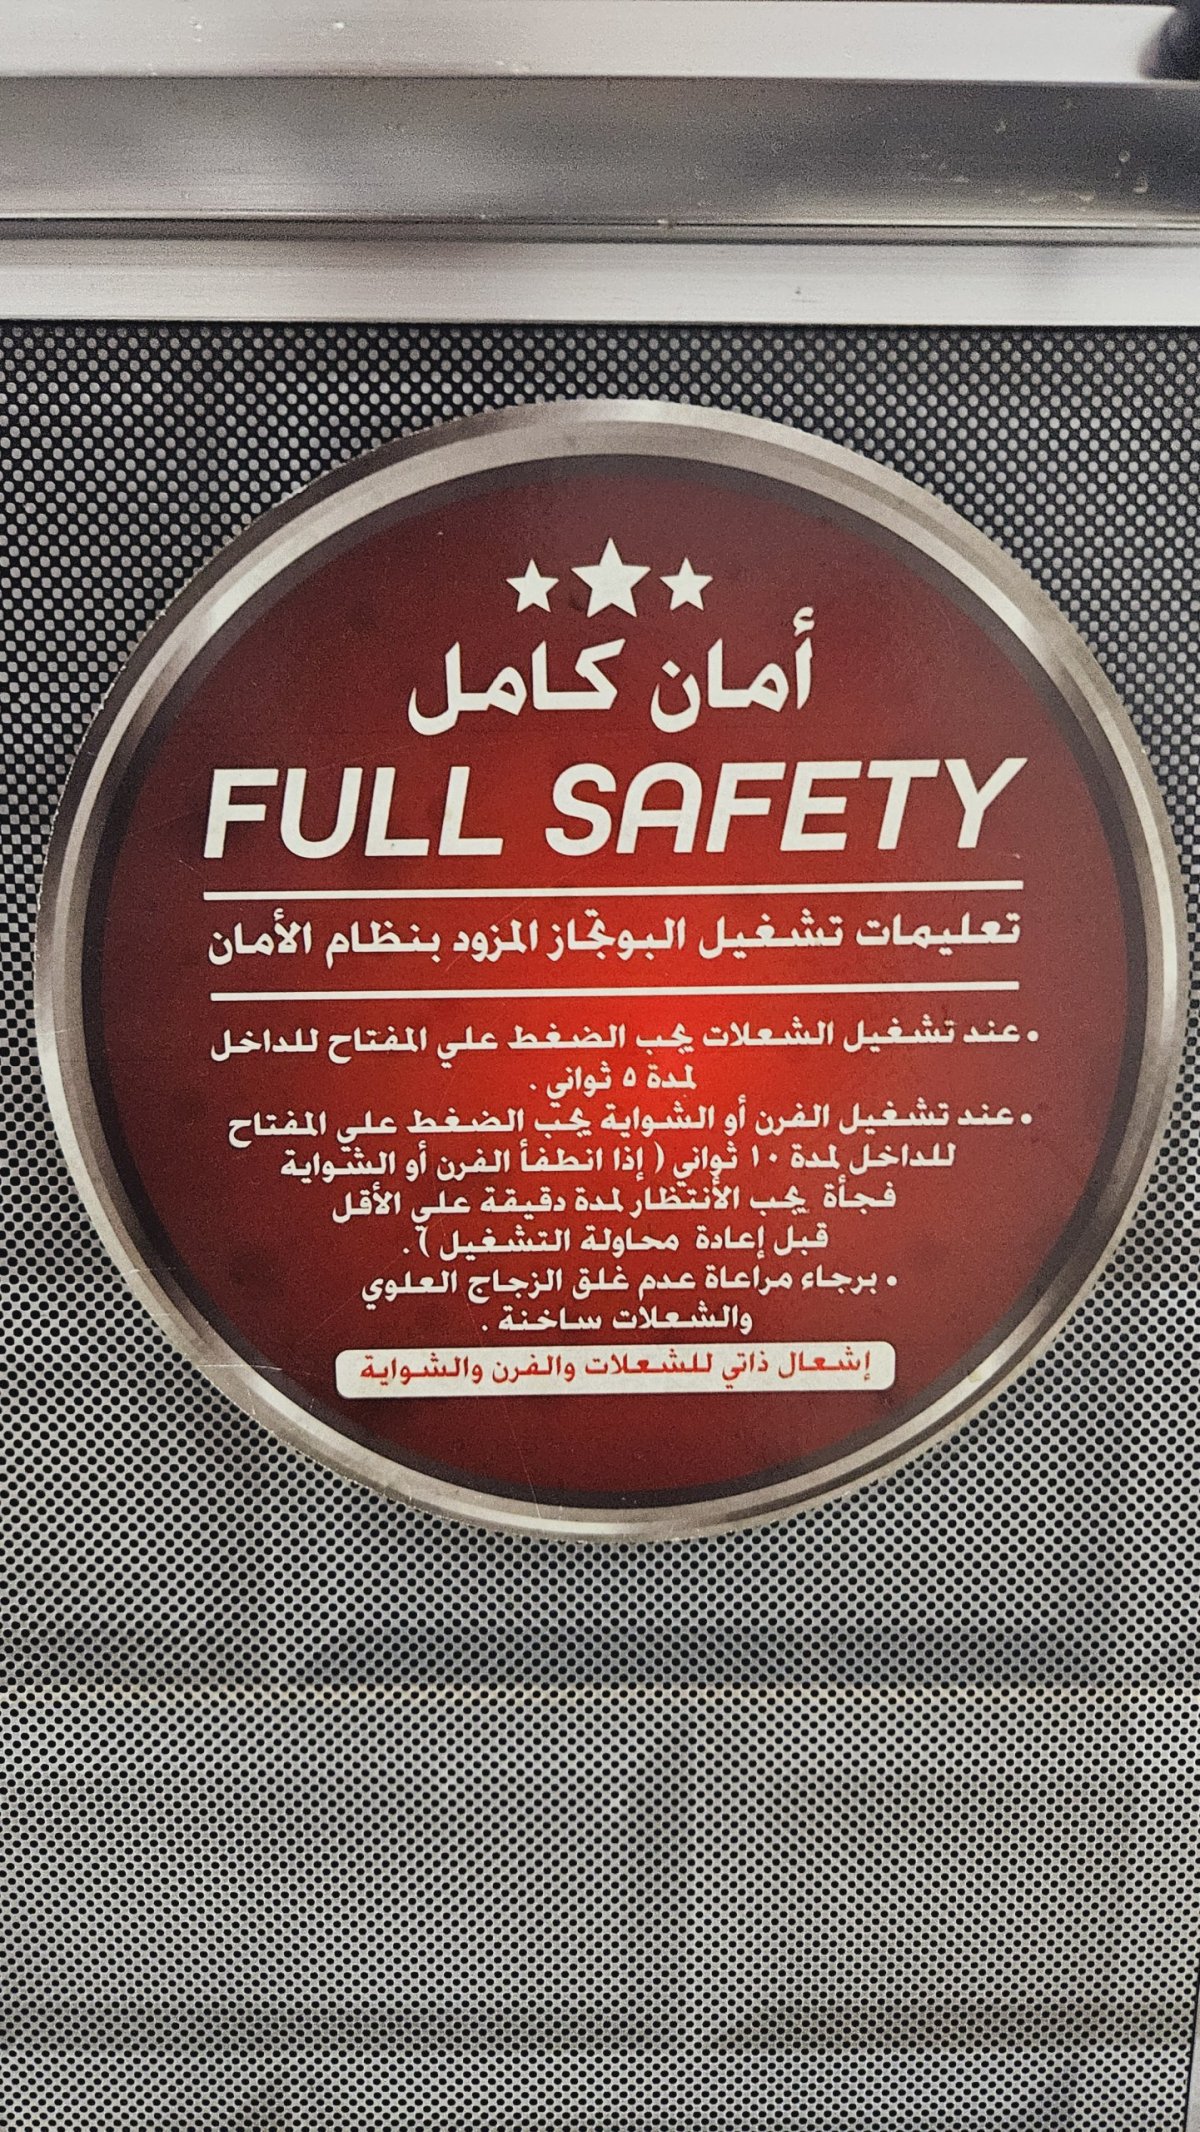 أمان كامل
FULL SAFETY
تعليمات تشغيل البوتجاز المزود بنظام الأمان
• عند تشغيل الشعلات يجب الضغط علي المفتاح للداخل
لمدة ٥ ثواني .
• عند تشغيل الفرن أو الشواية يجب الضغط علي المفتاح
للداخل لمدة ١٠ ثواني ( إذا انطفأ الفرن أو الشواية
فجأة يجب الأنتظار لمدة دقيقة علي الأقل
قبل إعادة محاولة التشغيل ) .
• برجاء مراعاة عدم غلق الزجاج العلوي
والشعلات ساخنة .
إشعال ذاتي للشعلات والفرن والشواية